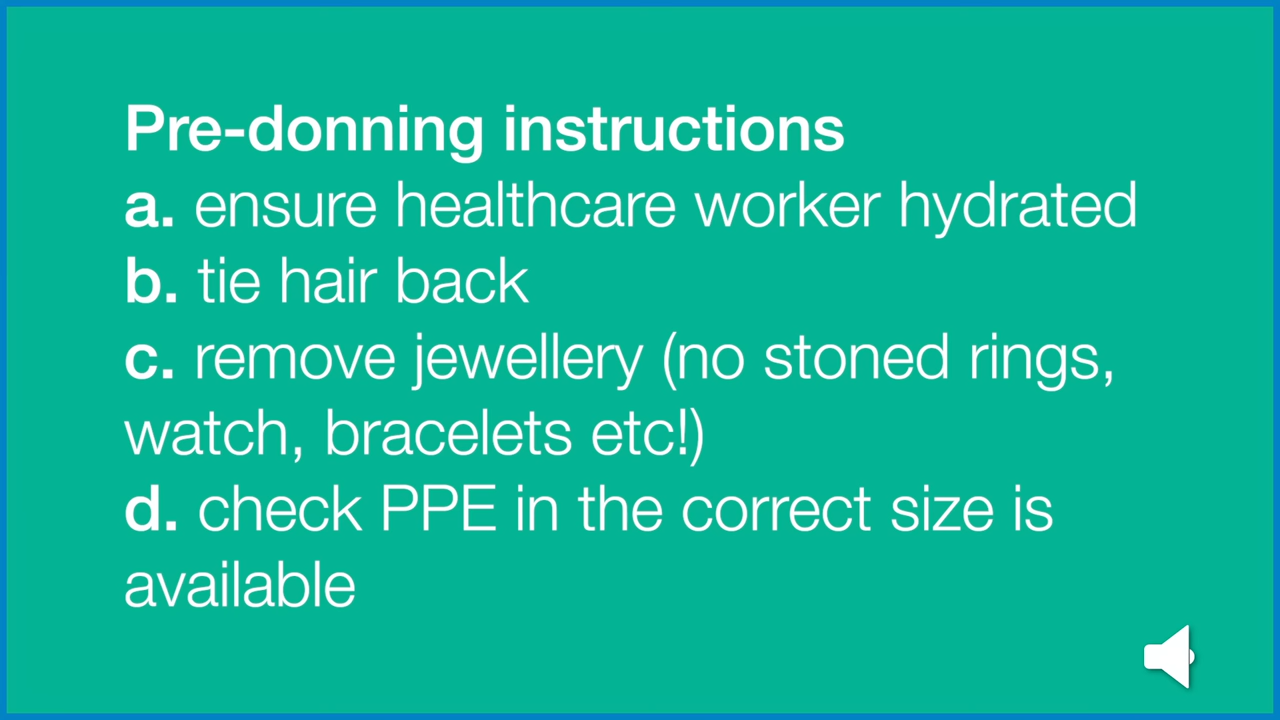 Pre-donning instructions
a. ensure healthcare worker hydrated
b. tie hair back
c. remove jewellery (no stoned rings,
watch, bracelets etc!)
d. check PPE in the correct size is
available